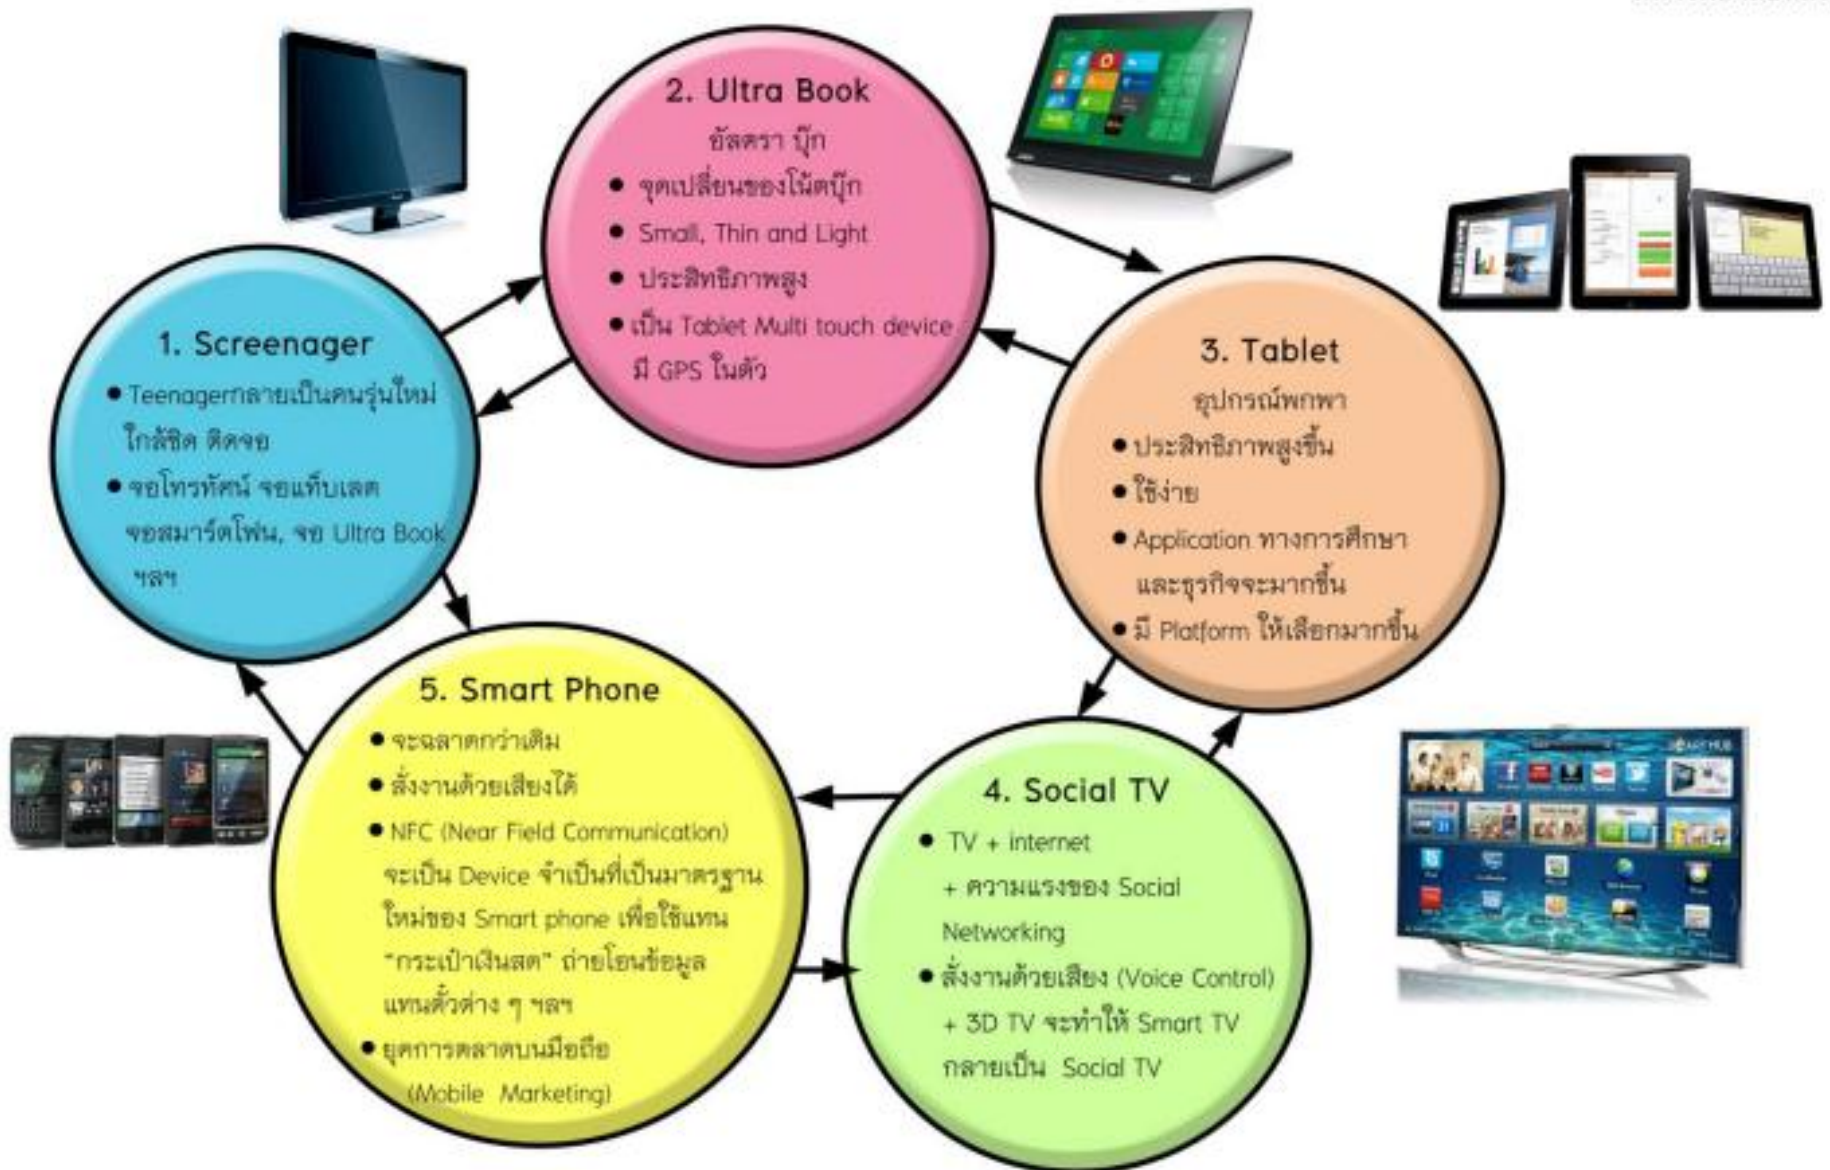 1. Screenager
● Teenagerกลายเป็นคนรุ่นใหม่
ใกล้ชิด ติดจอ
● จอโทรทัศน์ จอแท็บเลต
จอสมาร์ตโฟน, จอ Ultra Book
ฯลฯ
2. Ultra Book
อัลตรา บุ๊ก
● จุดเปลี่ยนของโน้ตบุ๊ก
● Small, Thin and Light
● ประสิทธิภาพสูง
● เป็น Tablet Multi touch device
มี GPS ในตัว
3. Tablet
อุปกรณ์พกพา
● ประสิทธิภาพสูงขึ้น
● ใช้ง่าย
● Application ทางการศึกษา
และธุรกิจจะมากขึ้น
● มี Platform ให้เลือกมากขึ้น
4. Social TV
● TV + internet
+ ความแรงของ Social
Networking
● สั่งงานด้วยเสียง (Voice Control)
+ 3D TV จะทำให้ Smart TV
กลายเป็น Social TV
5. Smart Phone
● จะฉลาดกว่าเดิม
● สั่งงานด้วยเสียงได้
● NFC (Near Field Communication)
จะเป็น Device จำเป็นที่เป็นมาตรฐาน
ใหม่ของ Smart phone เพื่อใช้แทน
"กระเป๋าเงินสด" ถ่ายโอนข้อมูล
แทนตั๋วต่าง ๆ ฯลฯ
● ยุคการตลาดบนมือถือ
(Mobile Marketing)